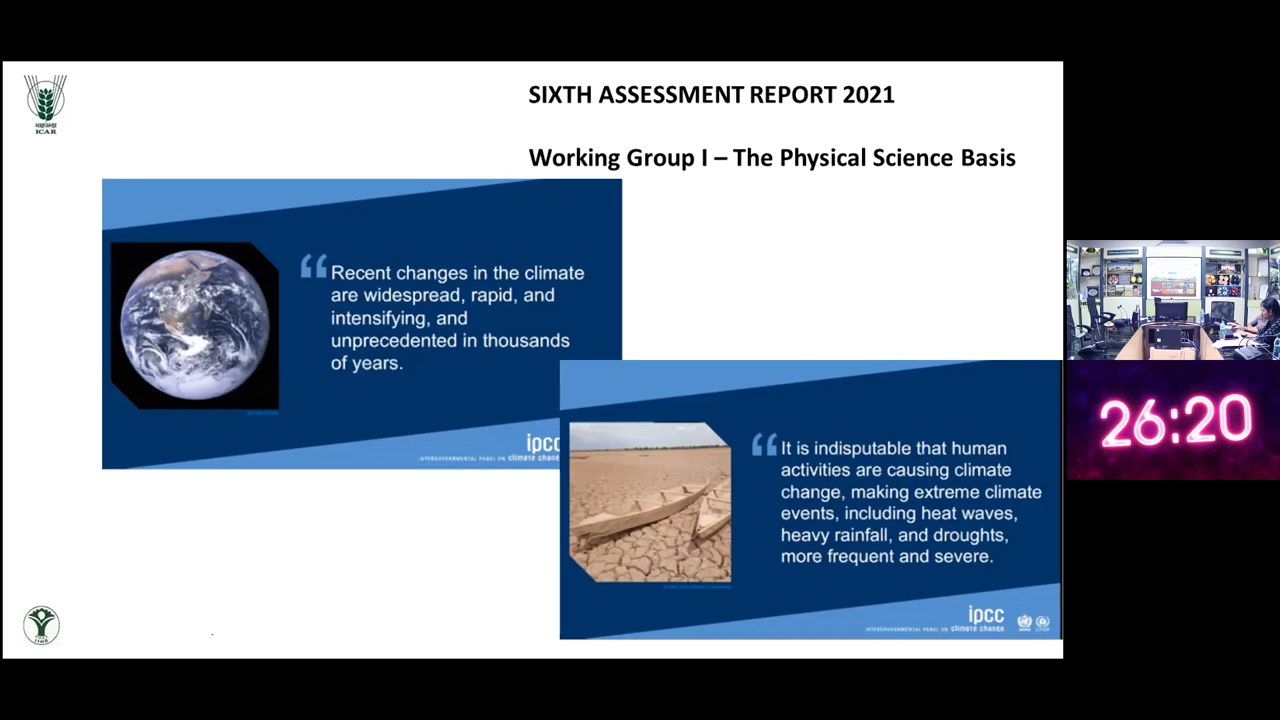 SIXTH ASSESSMENT REPORT 2021
Working Group I – The Physical Science Basis
ICAR
“ Recent changes in the climate
are widespread, rapid, and
intensifying, and
unprecedented in thousands
of years.
ipcc
INTERGOVERNMENTAL PANEL ON climate change
“ It is indisputable that human
activities are causing climate
change, making extreme climate
events, including heat waves,
heavy rainfall, and droughts,
more frequent and severe.
ipcc
INTERGOVERNMENTAL PANEL ON climate change
26:20